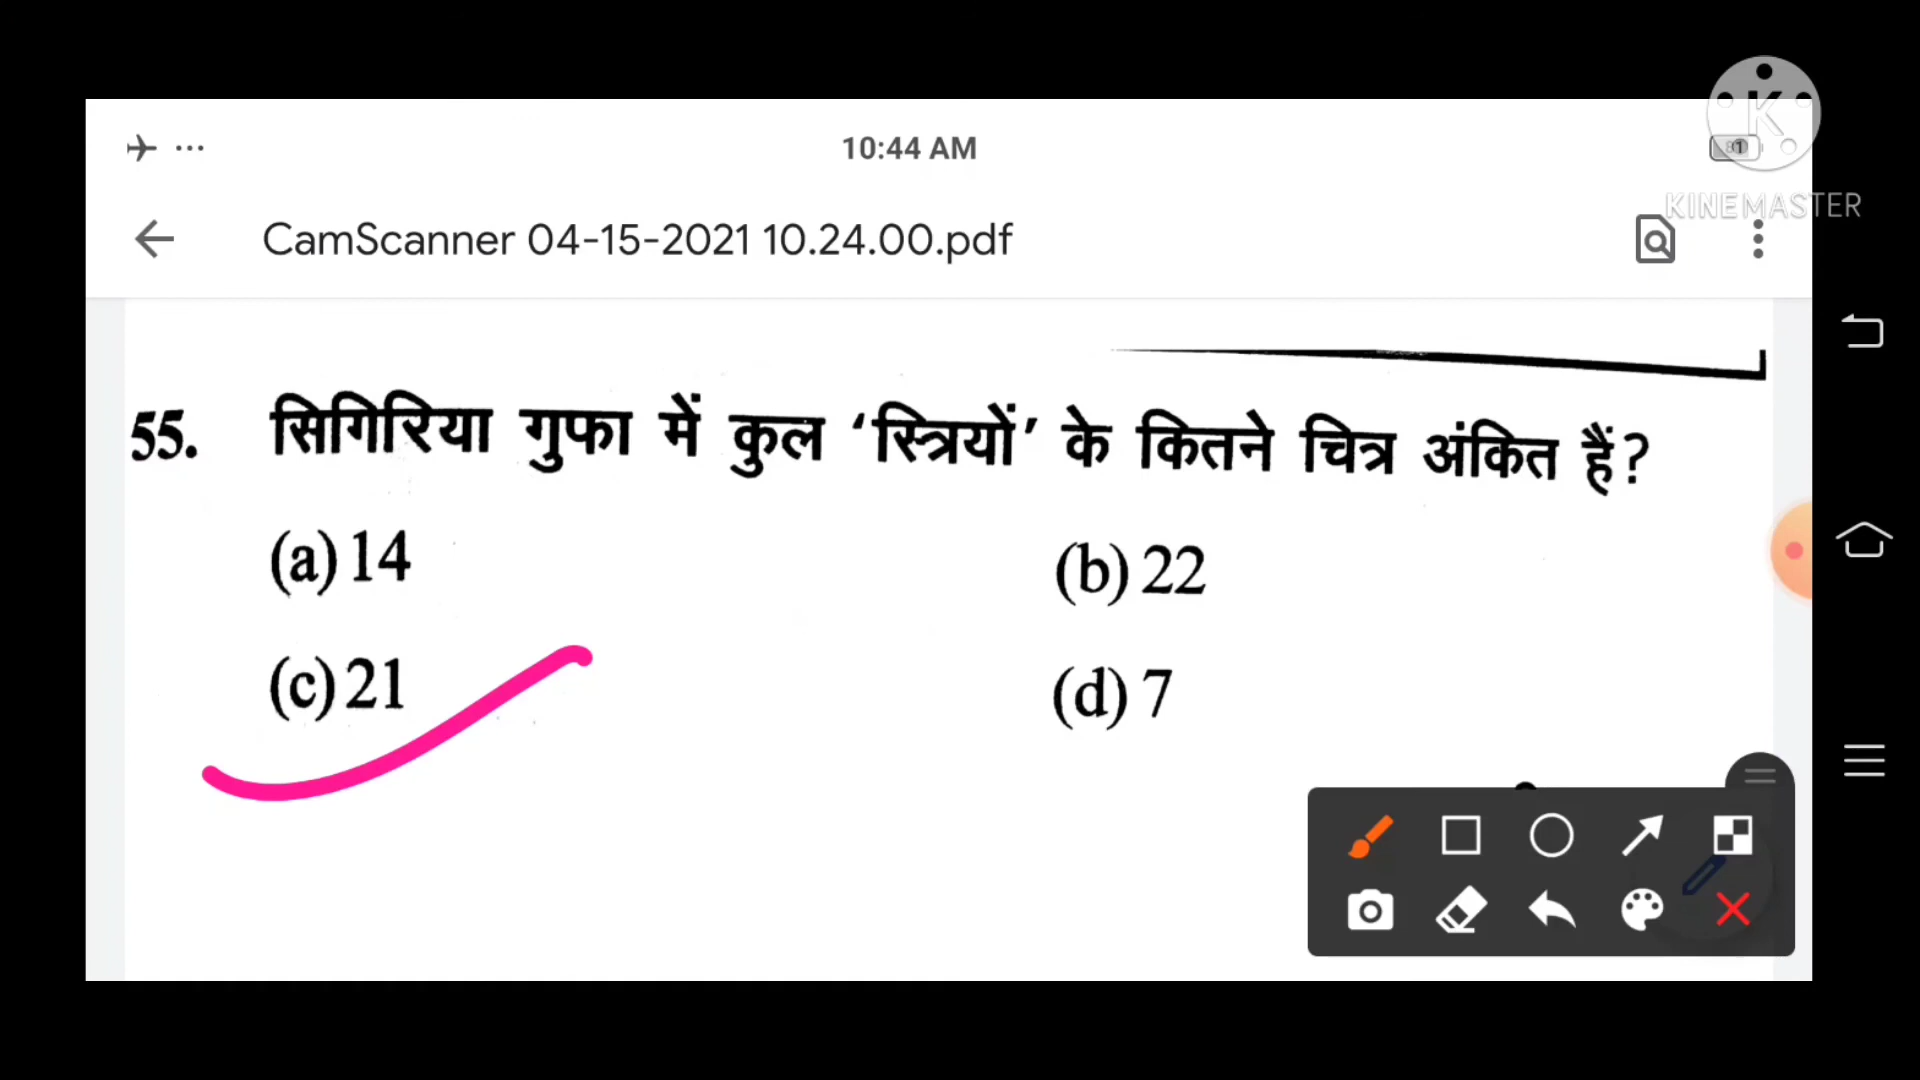 10:44 AM
KINEMASTER
CamScanner 04-15-2021 10.24.00.pdf
55. सिगिरिया गुफा में कुल ‘स्त्रियों’ के कितने चित्र अंकित हैं?
(a) 14
(b) 22
(c) 21
(d) 7